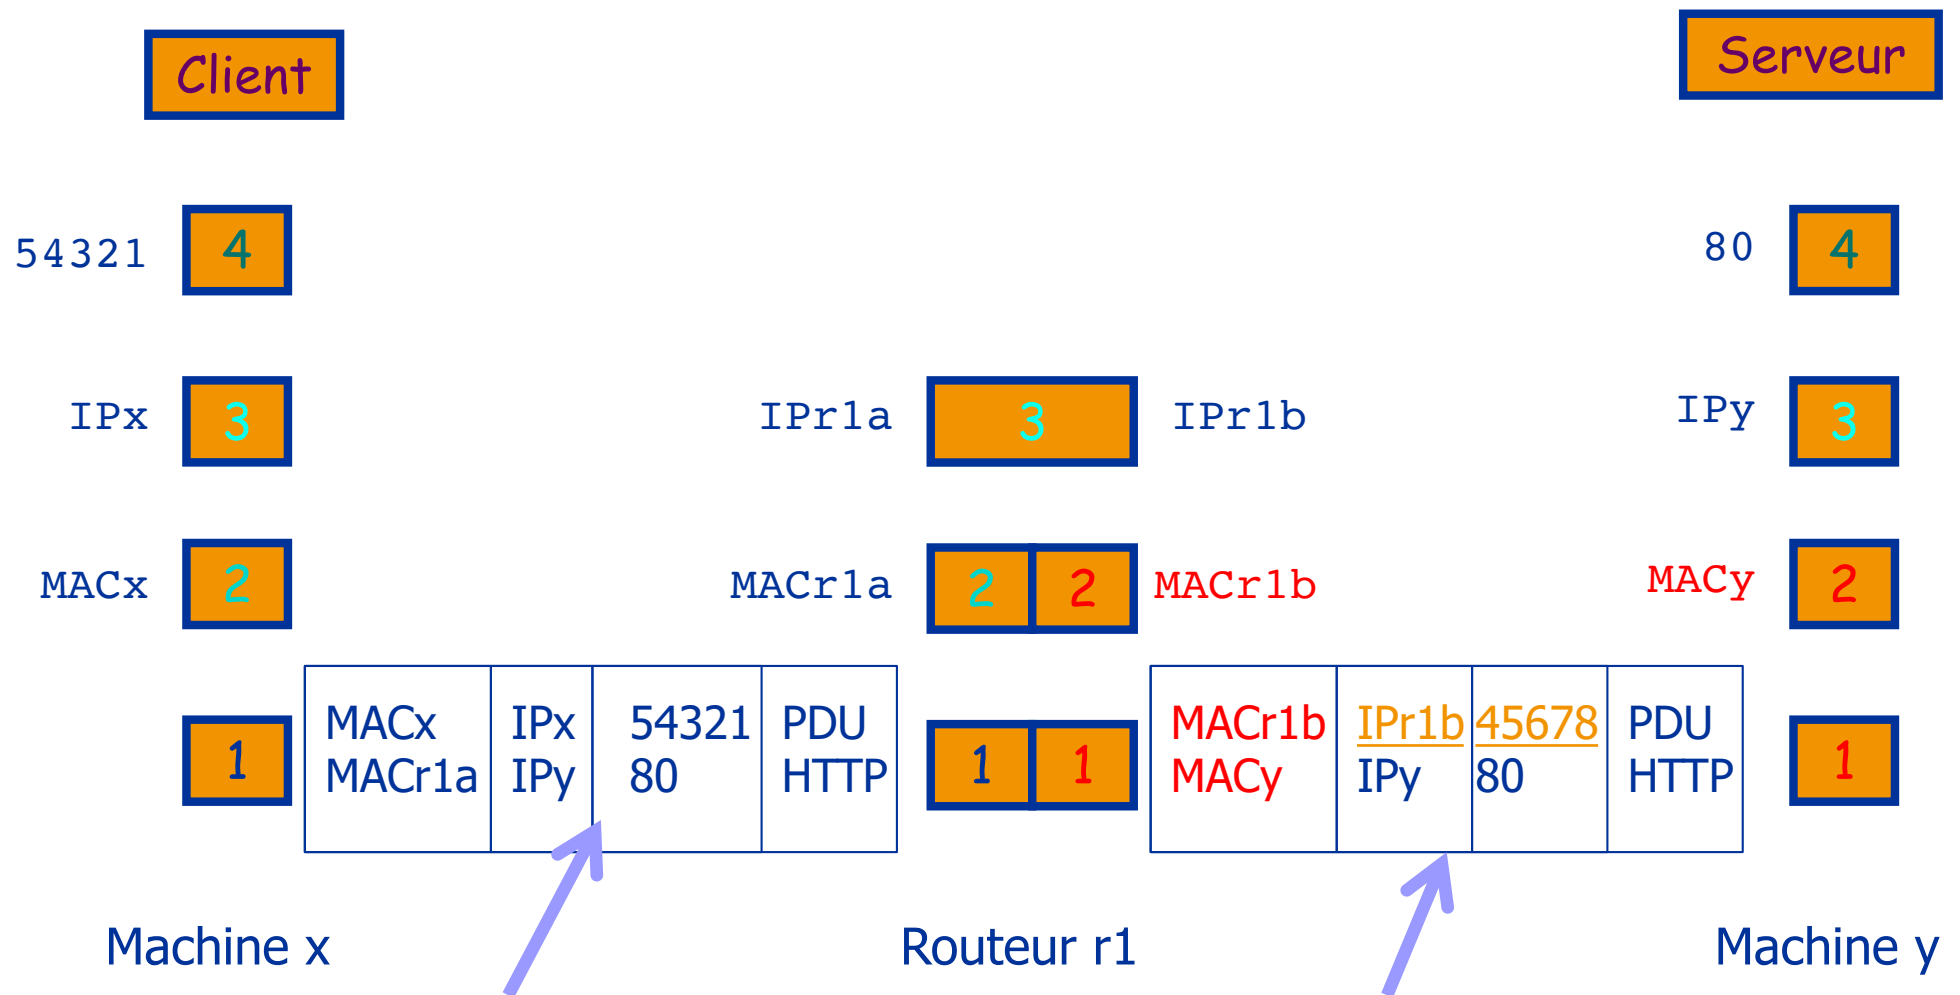 Client
Serveur
54321 4
80 4
IPx 3
IPr1a 3 IPr1b
IPy 3
MACx 2
MACr1a 2 2 MACr1b
MACy 2
1
MACx IPx 54321 PDU
MACr1a IPy 80 HTTP
1 1
MACr1b IPr1b 45678 PDU
MACy IPy 80 HTTP
1
Machine x
Routeur r1
Machine y